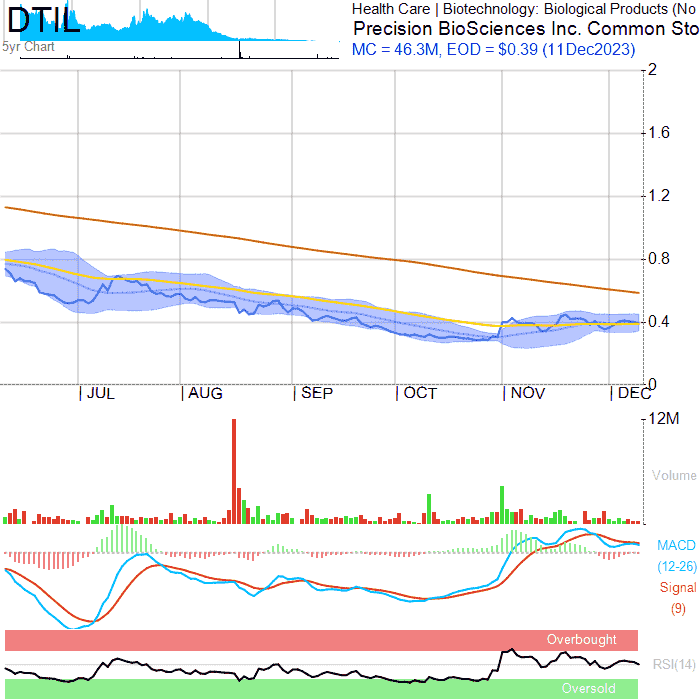 DTIL
5yr Chart
Health Care | Biotechnology: Biological Products (No
Precision BioSciences Inc. Common Sto
MC = 46.3M, EOD = $0.39 (11Dec2023)
2
1.6
1.2
0.8
0.4
0
JUL AUG SEP OCT NOV DEC
12M
Volume
MACD
(12-26)
Signal
(9)
Overbought
RSI(14)
Oversold